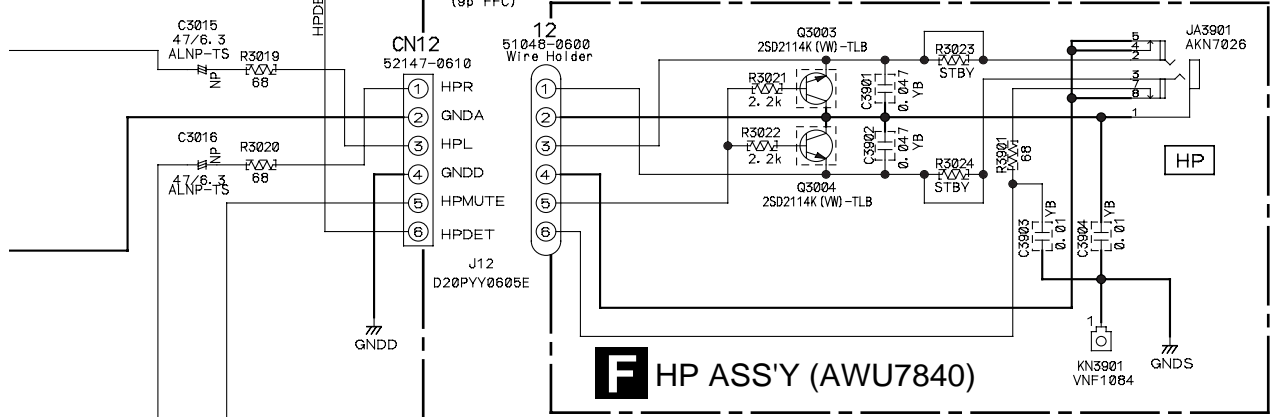 (9p FFC)
HPDE
C3015
47/6.3
ALNP-TS
NP
R3019
68
C3016
NP
47/6.3
ALNP-TS
R3020
68
CN12
52147-0610
1 HPR
2 GNDA
3 HPL
4 GNDD
5 HPMUTE
6 HPDET
J12
D20PYY0605E
GNDD
12
51048-0600
Wire Holder
1
2
3
4
5
6
Q3003
2SD2114K(VW)-TLB
R3021
2.2k
R3022
2.2k
Q3004
2SD2114K(VW)-TLB
C3901
0.047
YB
C3902
0.047
YB
R3023
STBY
R3024
STBY
R3901
68
C3903
0.01
YB
C3904
0.01
YB
5
4
2
3
7
8
1
JA3901
AKN7026
HP
1
KN3901
VNF1084
GNDS
F HP ASS'Y (AWU7840)